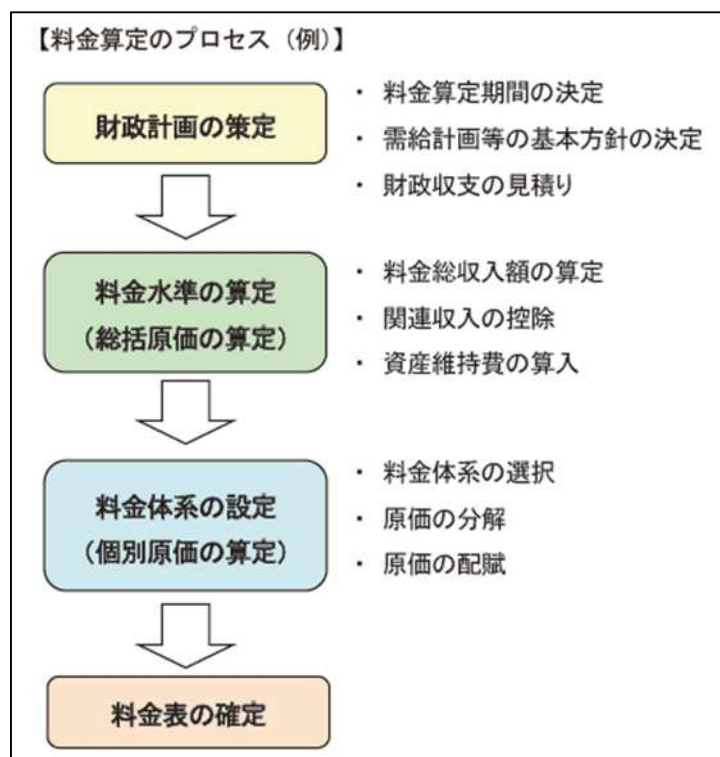 【料金算定のプロセス（例）】
財政計画の策定
・ 料金算定期間の決定
・ 需給計画等の基本方針の決定
・ 財政収支の見積り
料金水準の算定
（総括原価の算定）
・ 料金総収入額の算定
・ 関連収入の控除
・ 資産維持費の算入
料金体系の設定
（個別原価の算定）
・ 料金体系の選択
・ 原価の分解
・ 原価の配賦
料金表の確定